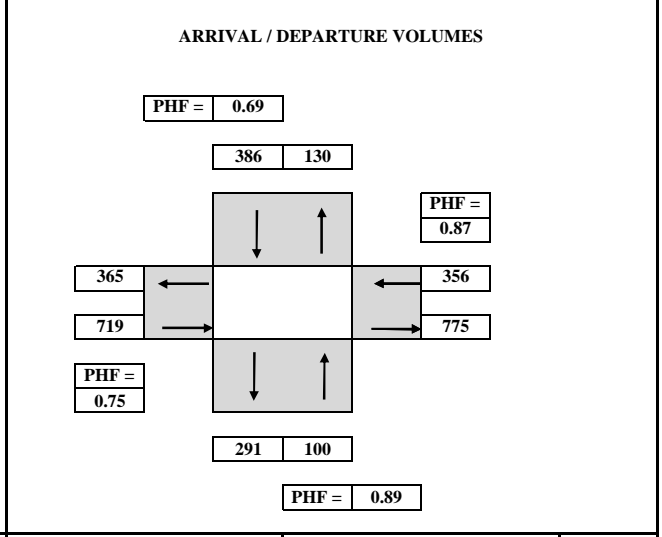 ARRIVAL / DEPARTURE VOLUMES
PHF = 0.69
386 130
PHF =
0.87
365 356
719 775
PHF =
0.75
291 100
PHF = 0.89